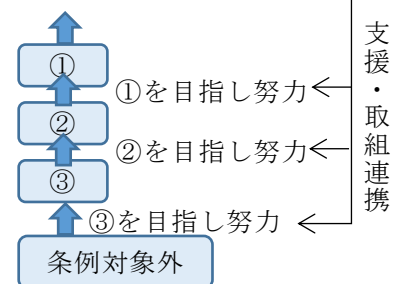 ①
①を目指し努力
②
②を目指し努力
③
③を目指し努力
条例対象外
支援・取組連携